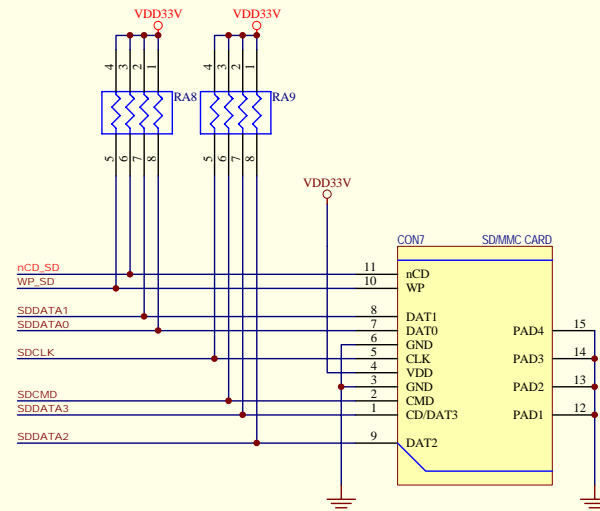 VDD33V VDD33V
4 3 2 1 4 3 2 1
RA8 RA9
5 6 7 8 5 6 7 8
VDD33V
CON7 SD/MMC CARD
nCD_SD 11 nCD
WP_SD 10 WP
SDDATA1 8 DAT1
SDDATA0 7 DAT0 PAD4 15
6 GND
SDCLK 5 CLK PAD3 14
4 VDD
3 GND PAD2 13
SDCMD 2 CMD
SDDATA3 1 CD/DAT3 PAD1 12
SDDATA2 9 DAT2